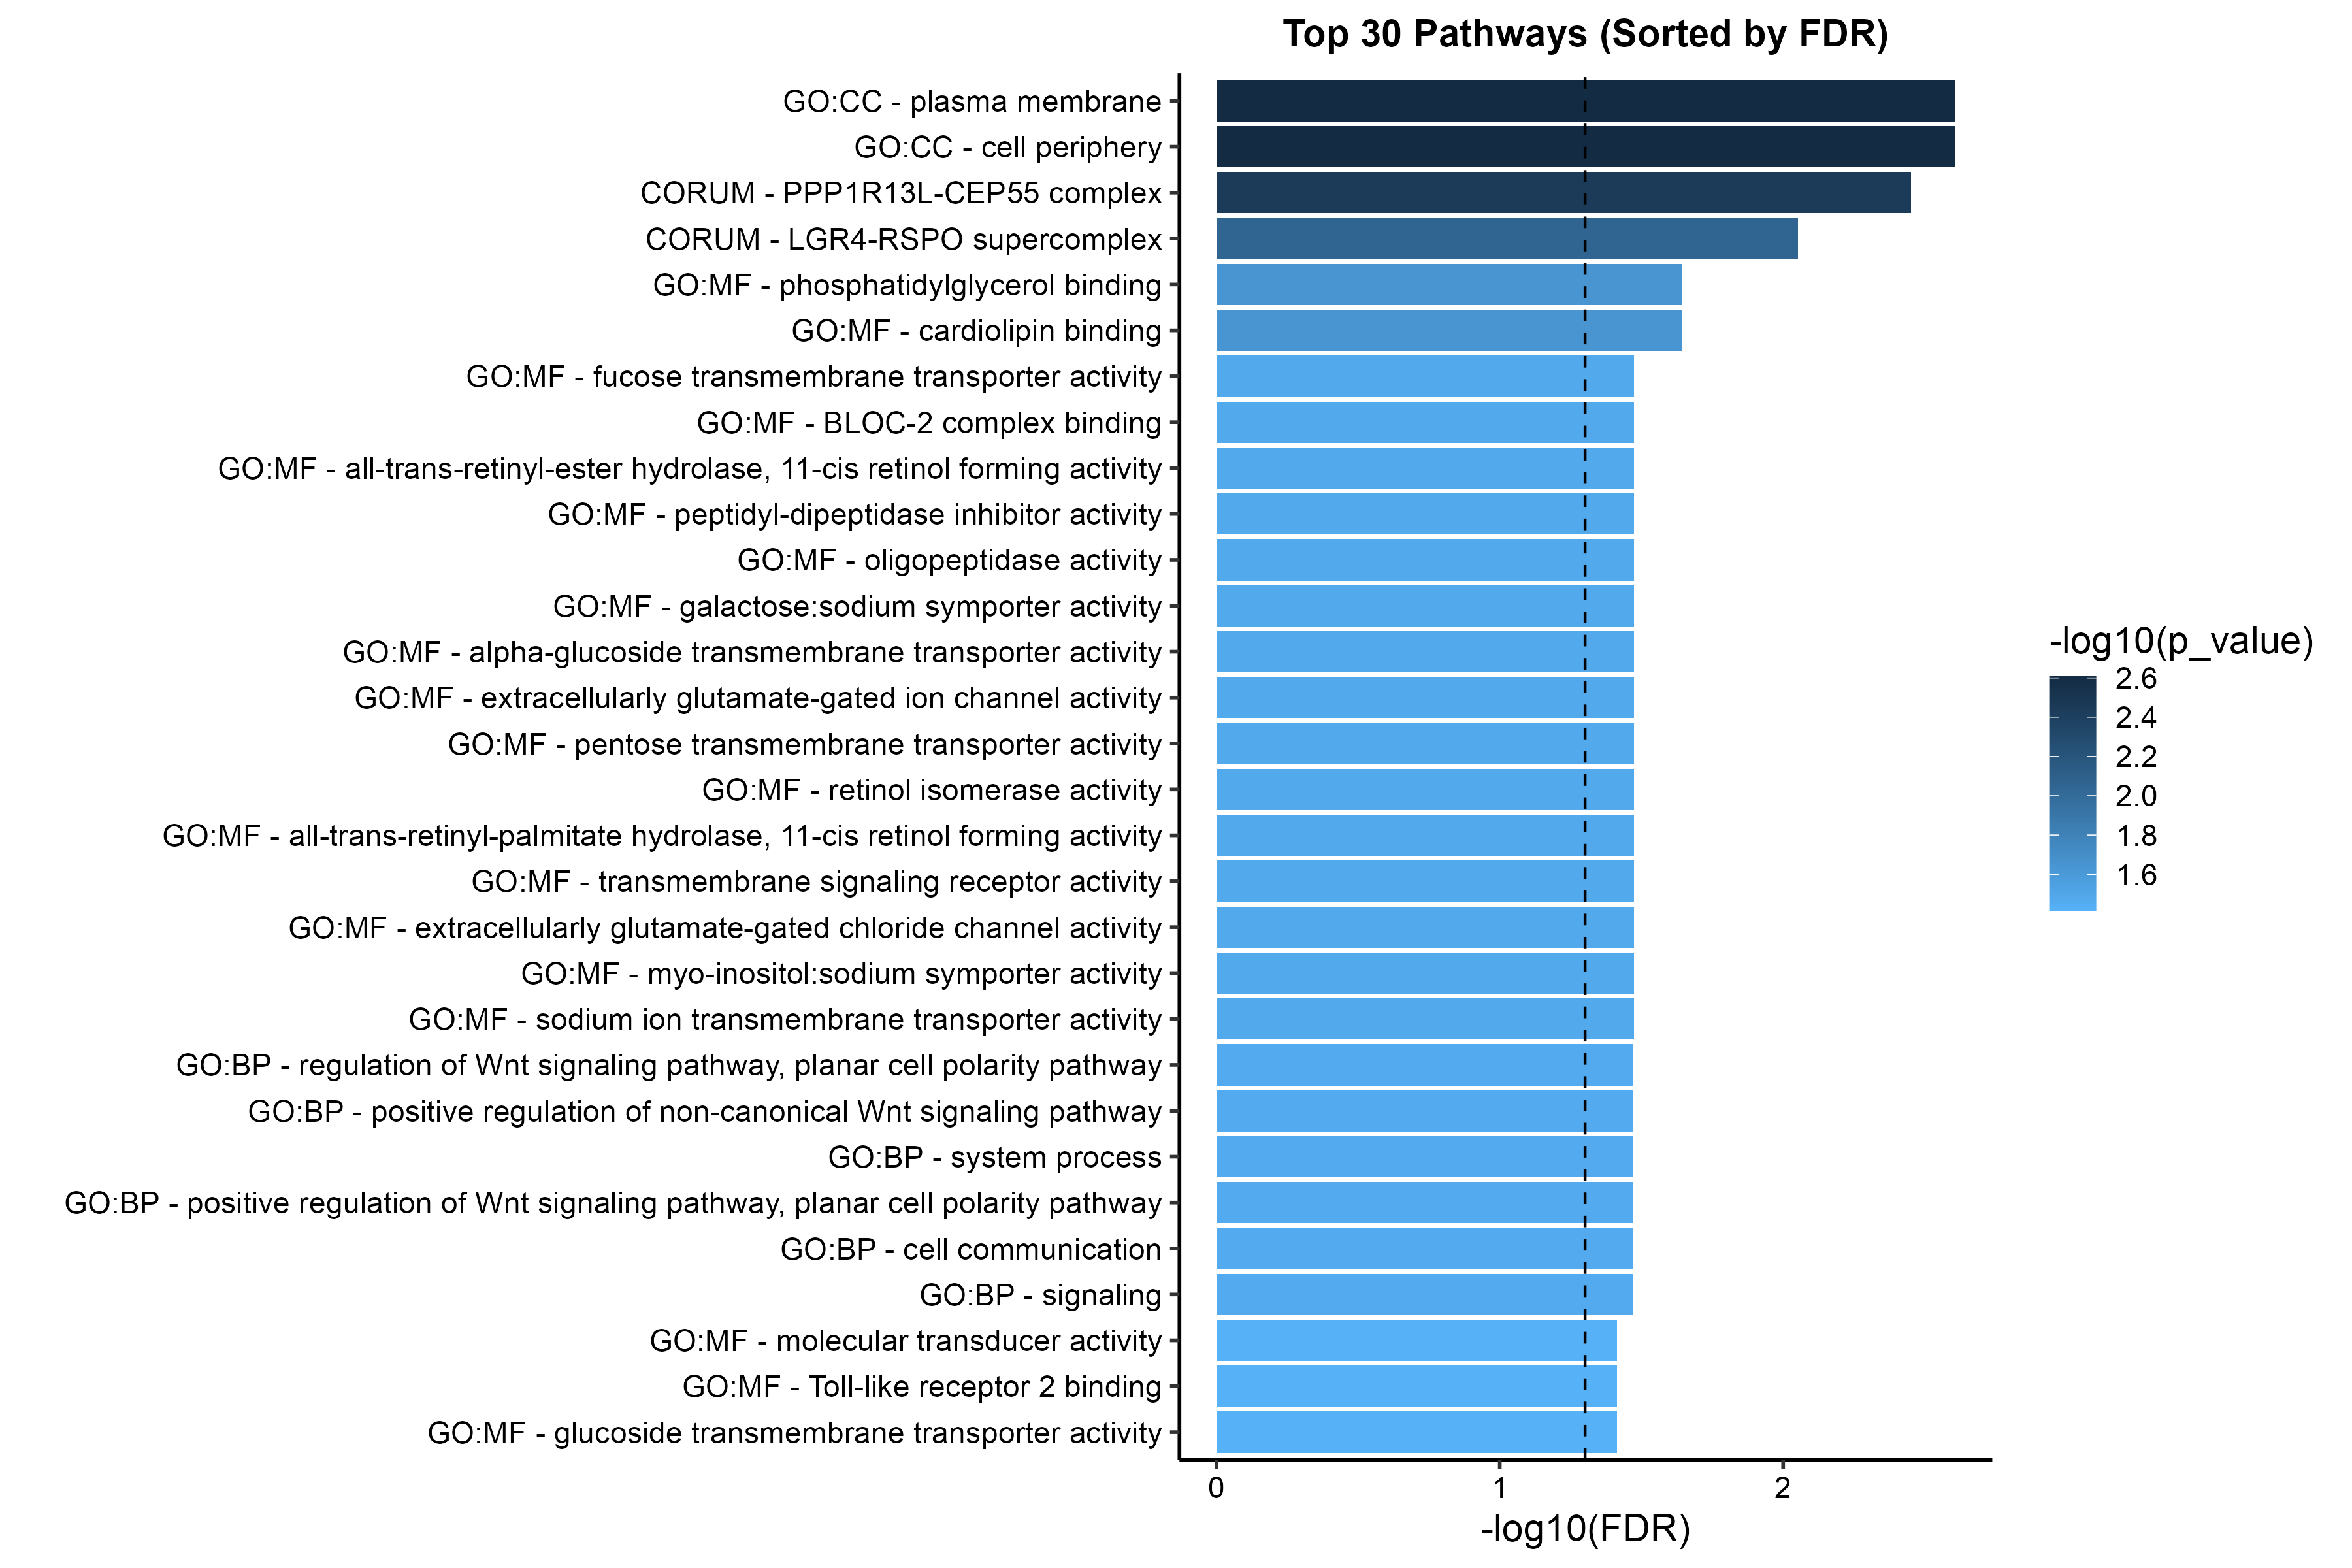 Top 30 Pathways (Sorted by FDR)
GO:CC - plasma membrane
GO:CC - cell periphery
CORUM - PPP1R13L-CEP55 complex
CORUM - LGR4-RSPO supercomplex
GO:MF - phosphatidylglycerol binding
GO:MF - cardiolipin binding
GO:MF - fucose transmembrane transporter activity
GO:MF - BLOC-2 complex binding
GO:MF - all-trans-retinyl-ester hydrolase, 11-cis retinol forming activity
GO:MF - peptidyl-dipeptidase inhibitor activity
GO:MF - oligopeptidase activity
GO:MF - galactose:sodium symporter activity
GO:MF - alpha-glucoside transmembrane transporter activity
GO:MF - extracellularly glutamate-gated ion channel activity
GO:MF - pentose transmembrane transporter activity
GO:MF - retinol isomerase activity
GO:MF - all-trans-retinyl-palmitate hydrolase, 11-cis retinol forming activity
GO:MF - transmembrane signaling receptor activity
GO:MF - extracellularly glutamate-gated chloride channel activity
GO:MF - myo-inositol:sodium symporter activity
GO:MF - sodium ion transmembrane transporter activity
GO:BP - regulation of Wnt signaling pathway, planar cell polarity pathway
GO:BP - positive regulation of non-canonical Wnt signaling pathway
GO:BP - system process
GO:BP - positive regulation of Wnt signaling pathway, planar cell polarity pathway
GO:BP - cell communication
GO:BP - signaling
GO:MF - molecular transducer activity
GO:MF - Toll-like receptor 2 binding
GO:MF - glucoside transmembrane transporter activity
0 1 2
-log10(FDR)
-log10(p_value)
2.6
2.4
2.2
2.0
1.8
1.6